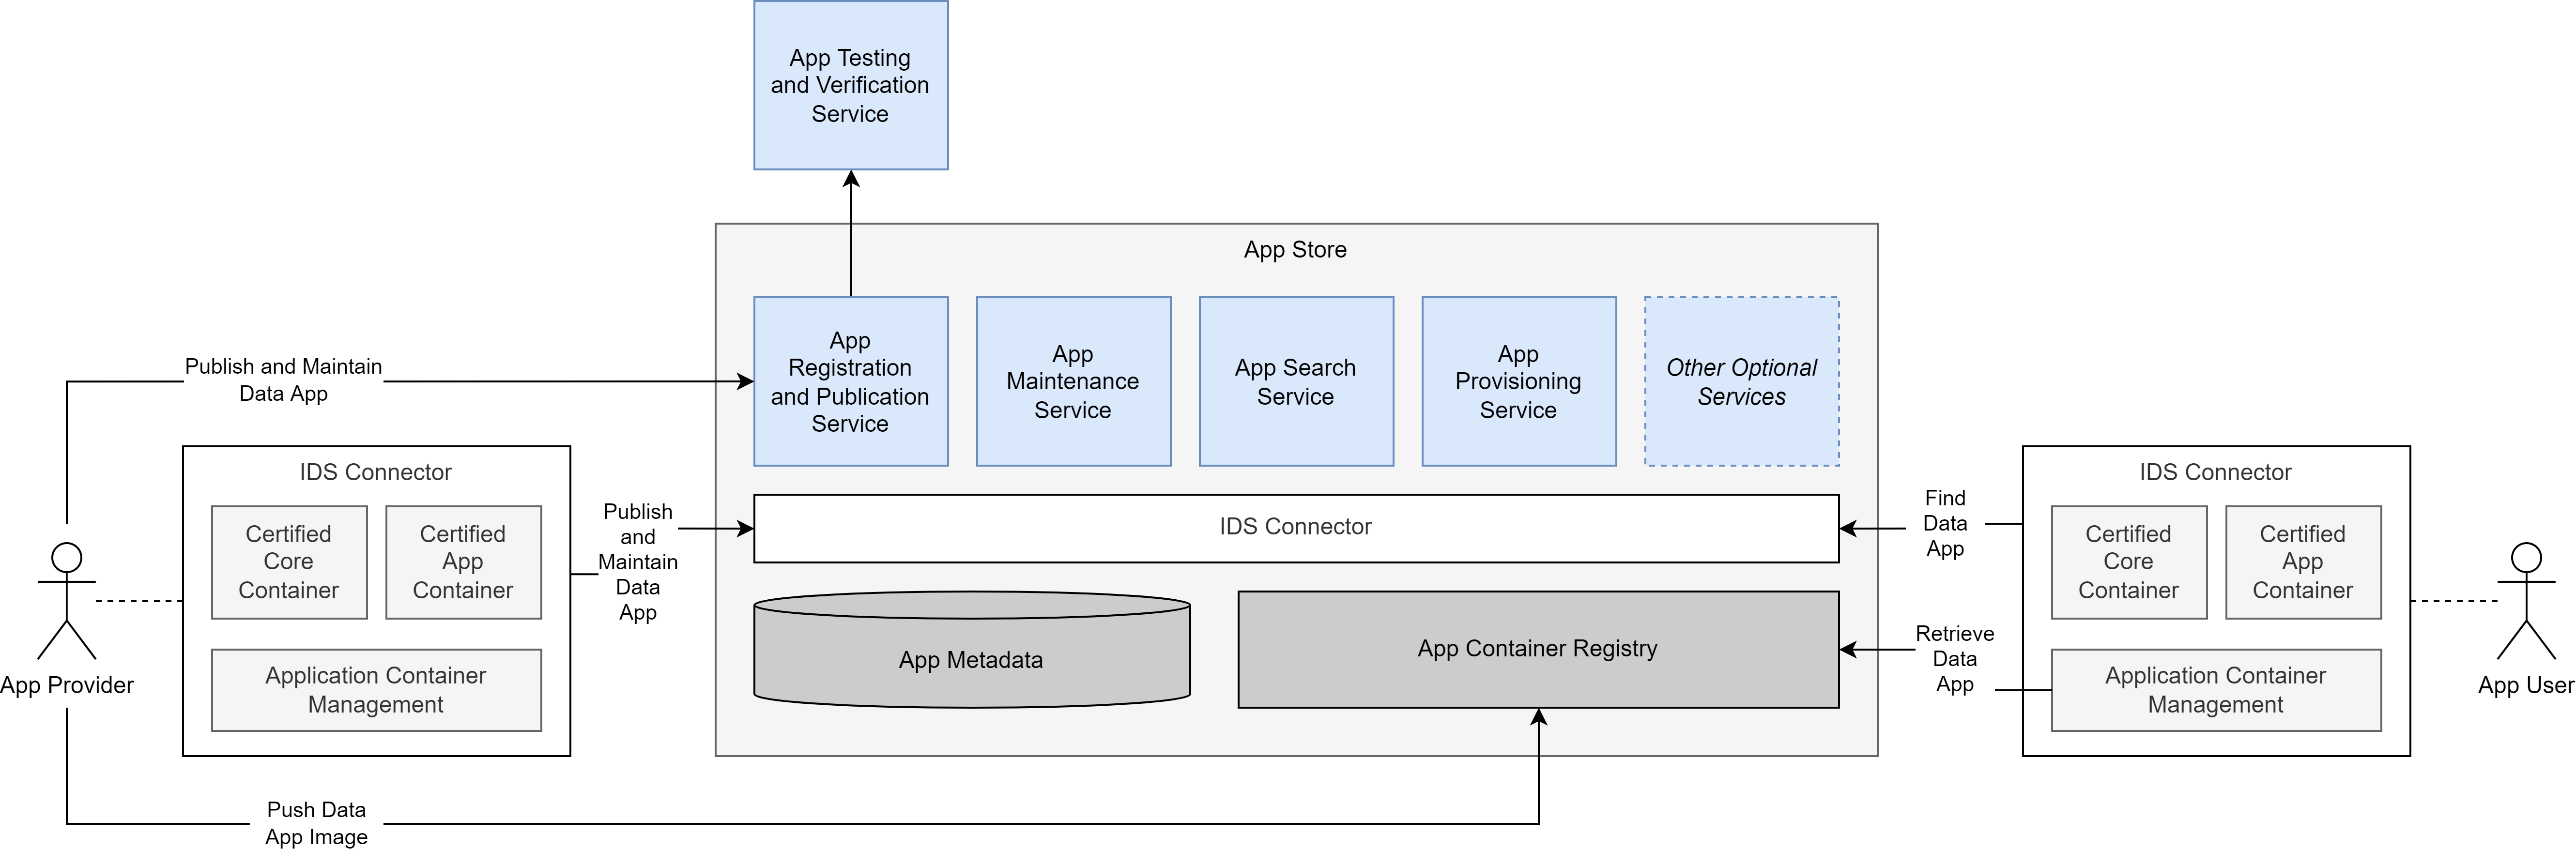 App Testing
and Verification
Service
App Store
App
Registration
and Publication
Service
App
Maintenance
Service
App Search
Service
App
Provisioning
Service
Other Optional
Services
Publish and Maintain
Data App
IDS Connector
Certified
Core
Container
Certified
App
Container
Application Container
Management
App Provider
Publish
and
Maintain
Data
App
IDS Connector
App Metadata
App Container Registry
Find
Data
App
Retrieve
Data
App
IDS Connector
Certified
Core
Container
Certified
App
Container
Application Container
Management
App User
Push Data
App Image